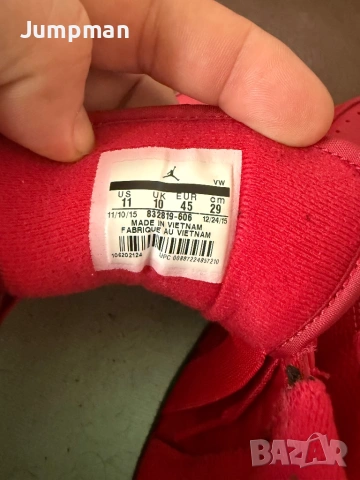 Jumpman
VW
US UK EUR cm
11 10 45 29
11/10/15 832819-606 12/24/15
MADE IN VIETNAM
FABRIQUE AU VIETNAM
104202124
BAZAR